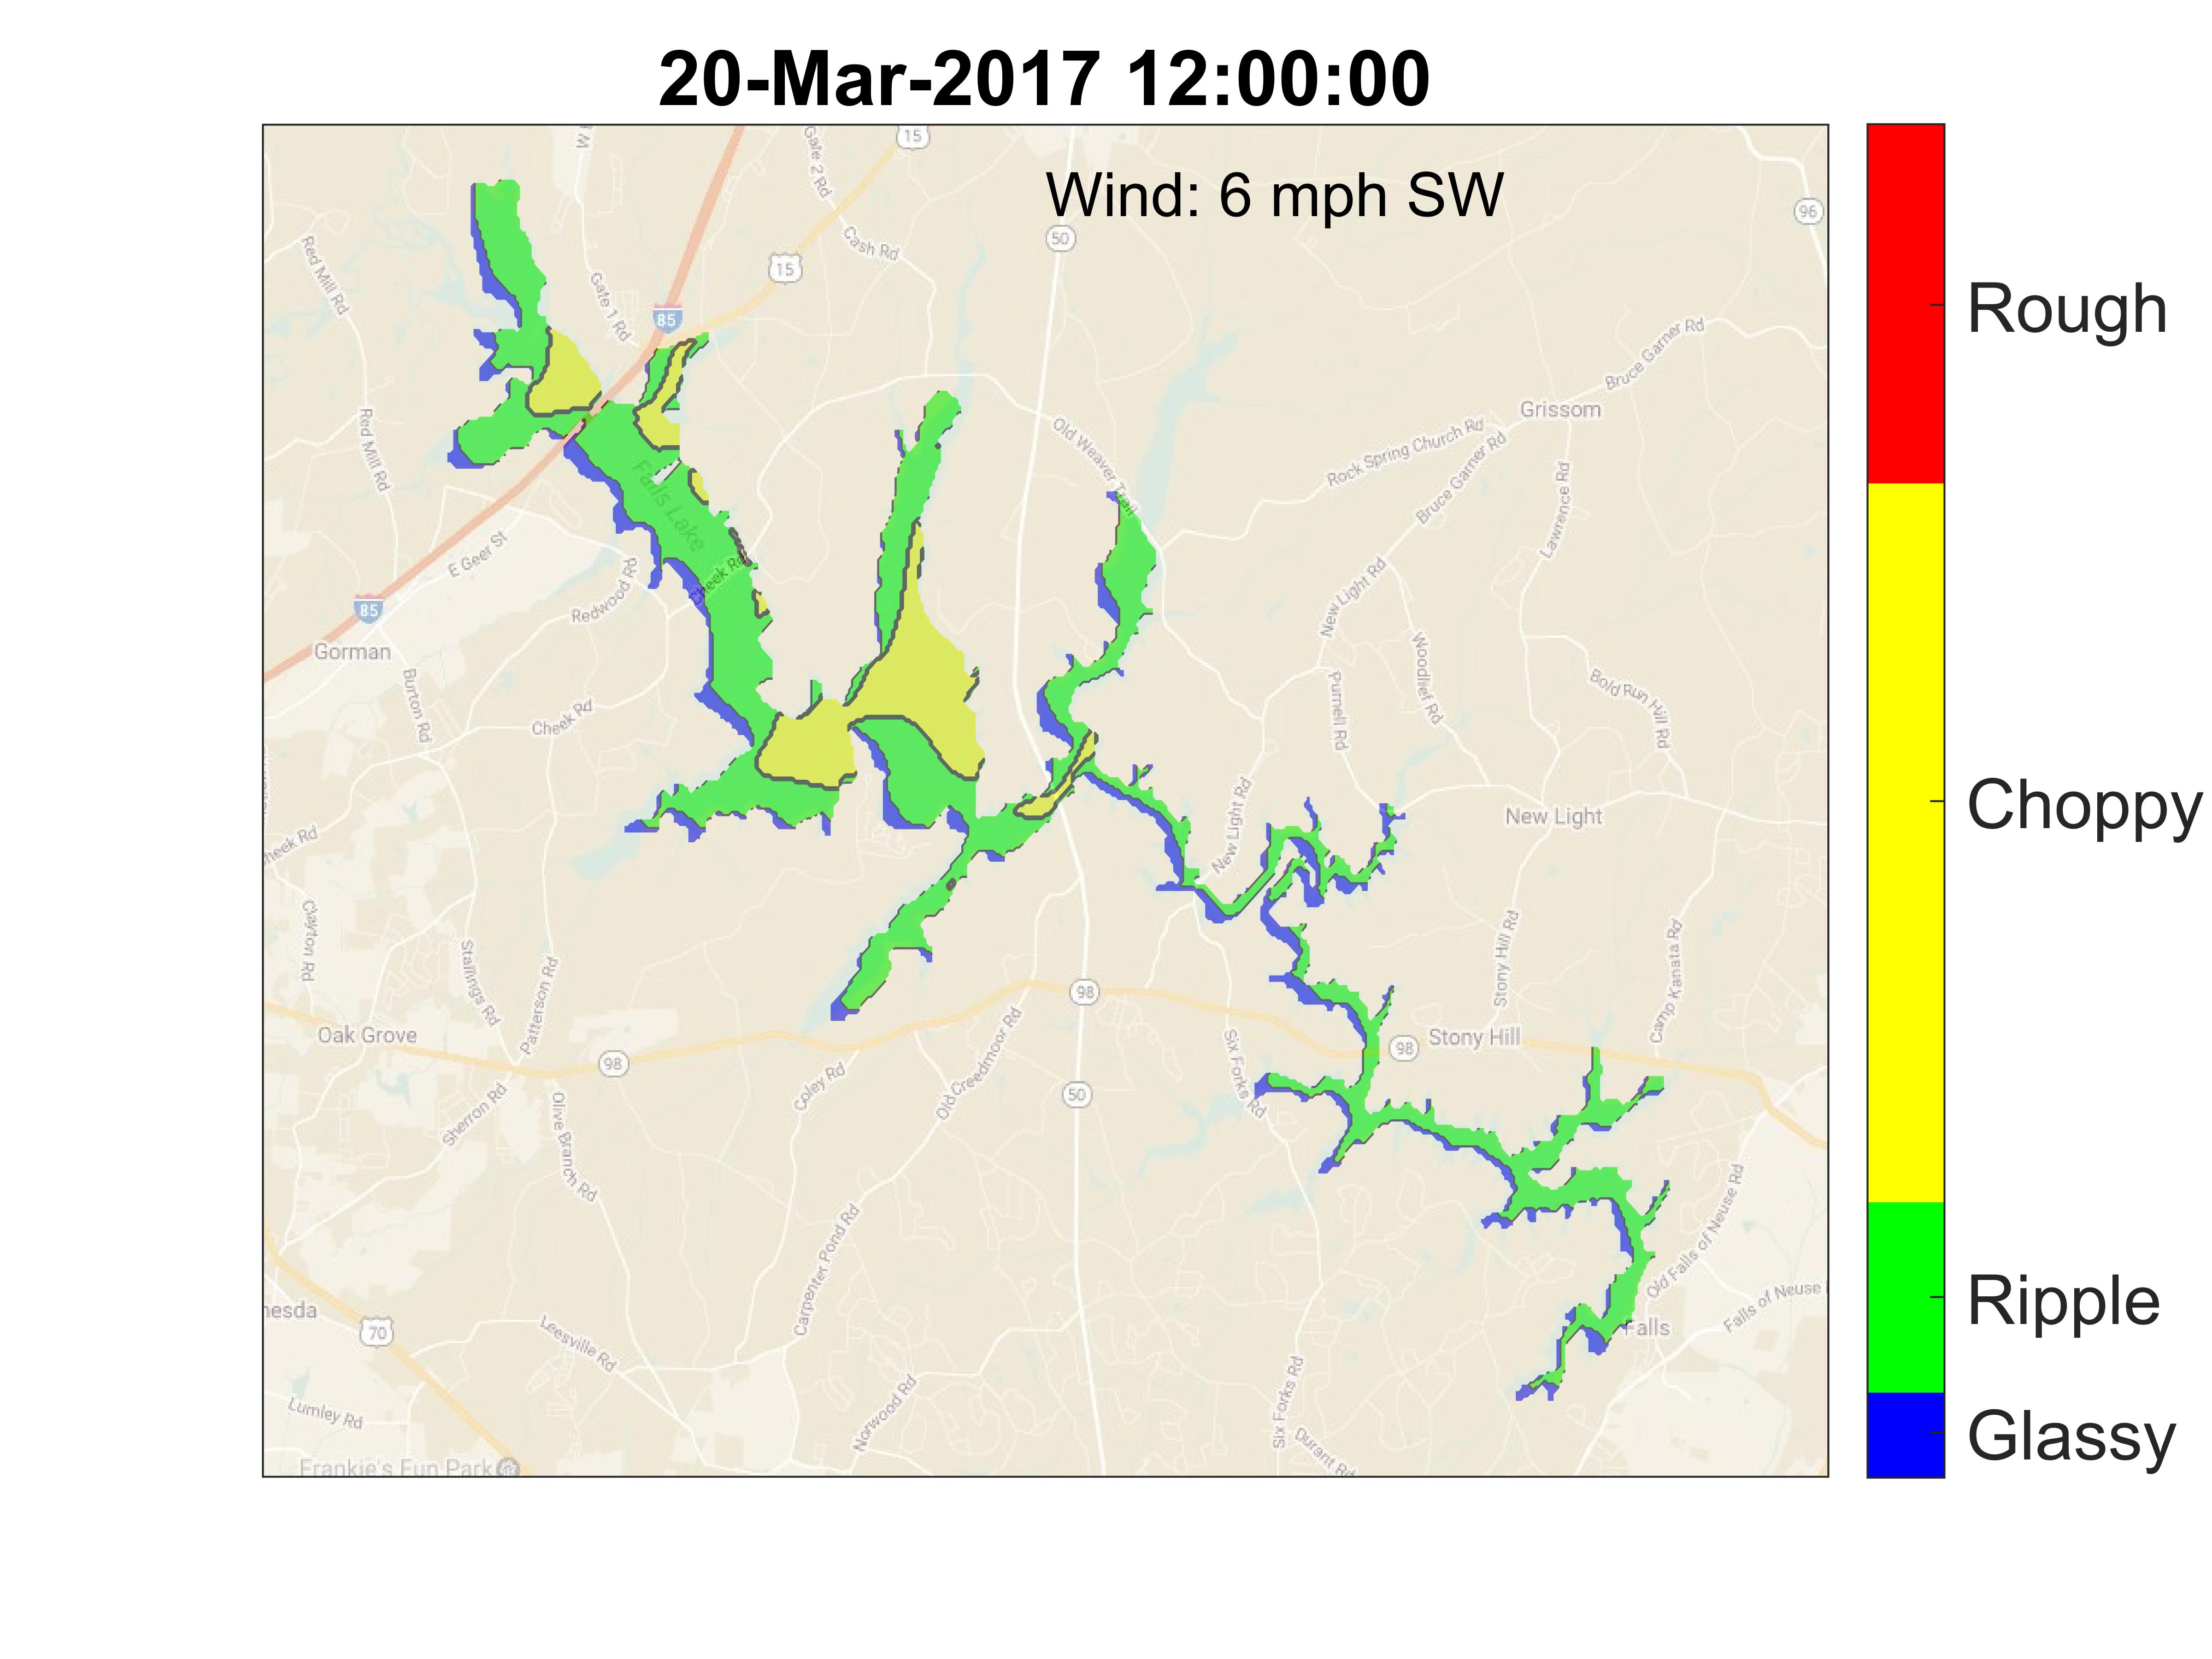 20-Mar-2017 12:00:00
Wind: 6 mph SW
Rough
Choppy
Ripple
Glassy
15
Gate 2 Rd
96
50
Cash Rd
Red Mill Rd
15
Gate 1 Rd
85
Bruce Garner Rd
Grissom
Red Mill Rd
Old Weaver Trail
Rock Spring Church Rd
Bruce Garner Rd
Falls Lake
Lawrence Rd
E Geer St
Cheek Rd
Redwood Rd
85
New Light Rd
Gorman
Burton Rd
Cheek Rd
Purnell Rd
Woodlief Rd
Bold Run Hill Rd
New Light Rd
New Light
heek Rd
Clayton Rd
Stallings Rd
Patterson Rd
Stony Hill Rd
Camp Kanata Rd
98
Oak Grove
98
98
Stony Hill
Sherron Rd
Olive Branch Rd
Coley Rd
Old Creedmoor Rd
50
Six Forks Rd
Carpenter Pond Rd
Old Falls of Neuse Rd
Falls of Neuse
nesda
70
Leesville Rd
Falls
Lumley Rd
Norwood Rd
Six Forks Rd
Durant Rd
Frankie's Fun Park